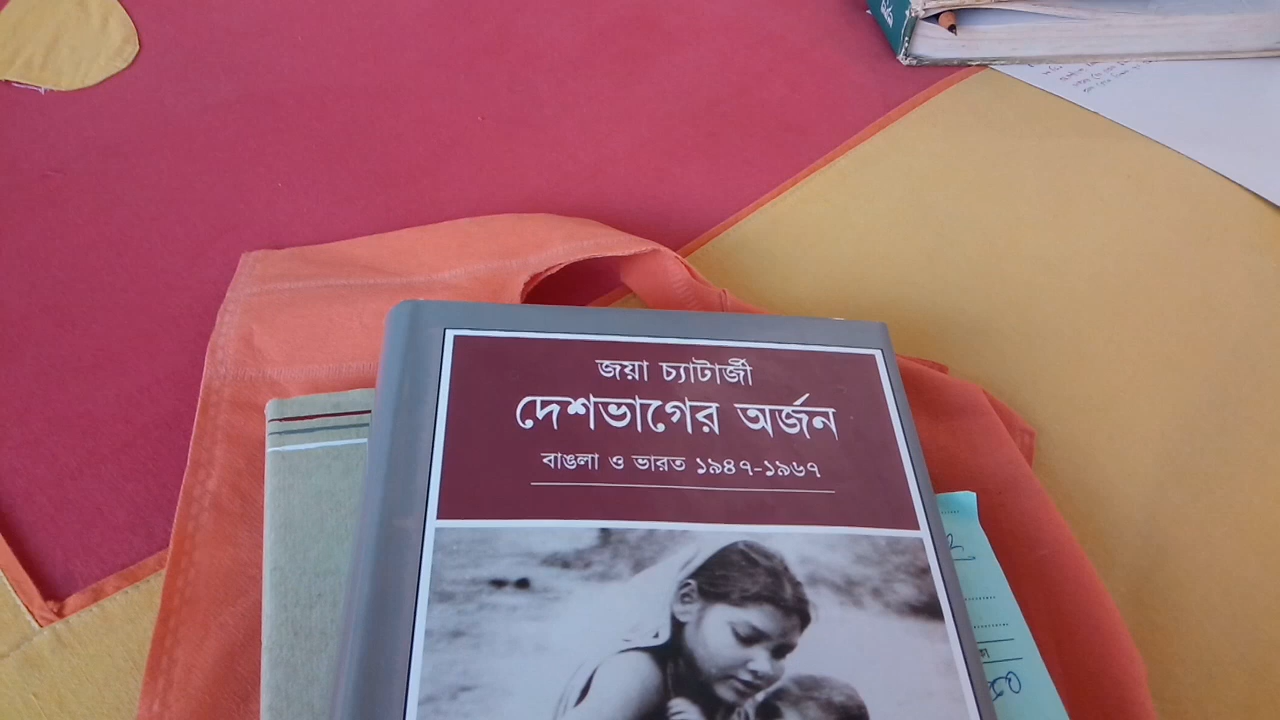 জয়া চ্যাটার্জী
দেশভাগের অর্জন
বাঙলা ও ভারত ১৯৪৭-১৯৬৭